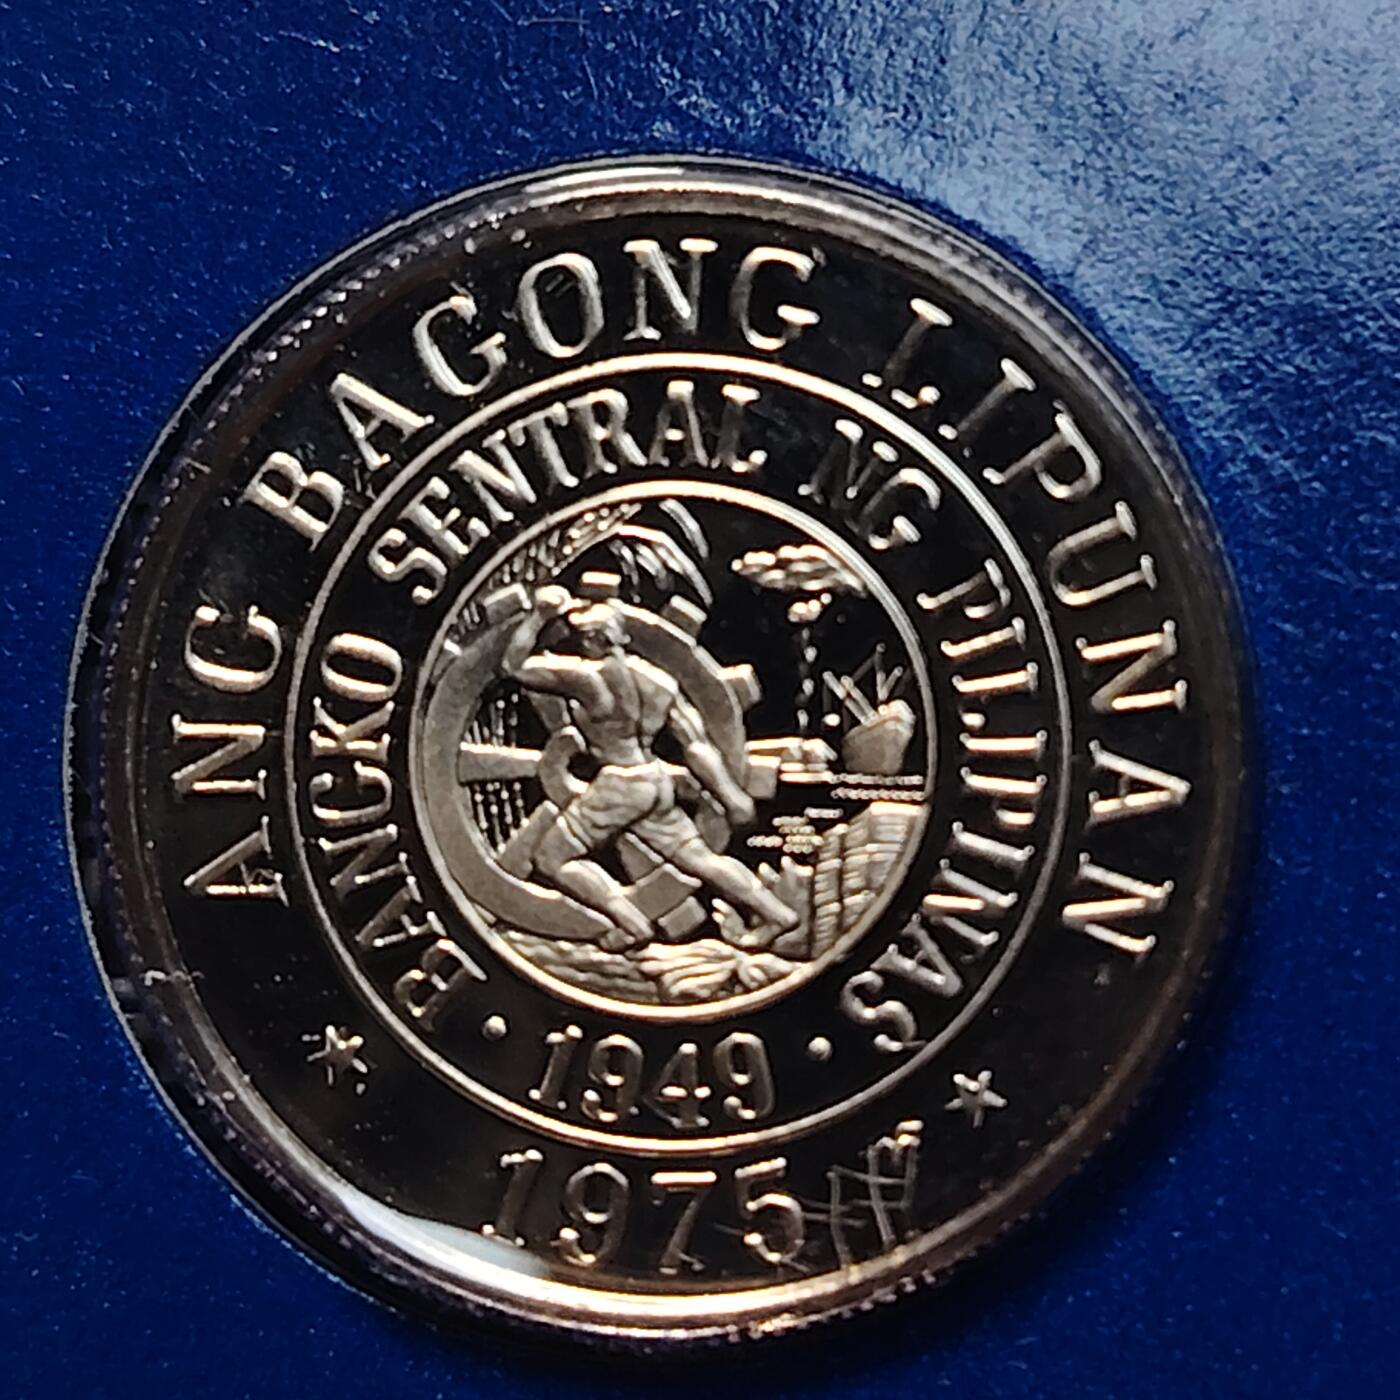 ANG BAGONG LIPUNAN
BANGKO SENTRAL NG PILIPINAS
· 1949 ·
1975